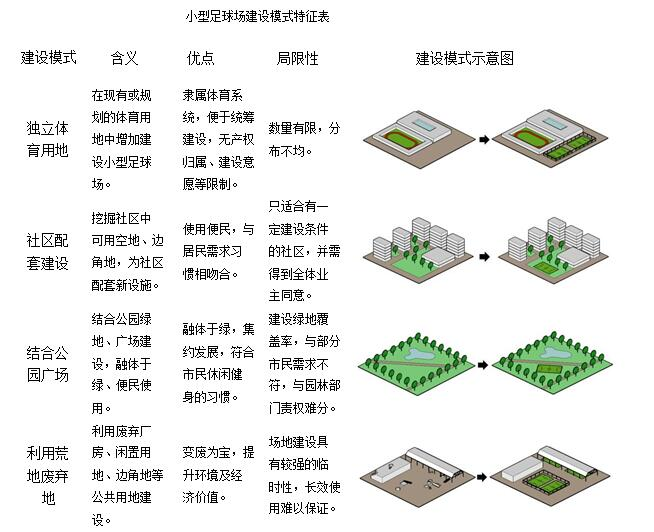 小型足球场建设模式特征表
建设模式 含义 优点 局限性 建设模式示意图
独立体
育用地
在现有或规
划的体育用
地中增加建
设小型足球
场。
隶属体育系
统，便于统筹
建设，无产权
归属、建设意
愿等限制。
数量有限，分
布不均。
社区配
套建设
挖掘社区中
可用空地、边
角地，为社区
配套新设施。
使用便民，与
居民需求习
惯相吻合。
只适合有一
定建设条件
的社区，并需
得到全体业
主同意。
结合公
园广场
结合公园绿
地、广场建
设，融体于
绿、便民使
用。
融体于绿，集
约发展，符合
市民休闲健
身的习惯。
建设绿地覆
盖率，与部分
市民需求不
符，与园林部
门责权难分。
利用荒
地废弃
地
利用废弃厂
房、闲置用
地、边角地等
公共用地建
设。
变废为宝，提
升环境及经
济价值。
场地建设具
有较强的临
时性，长效使
用难以保证。